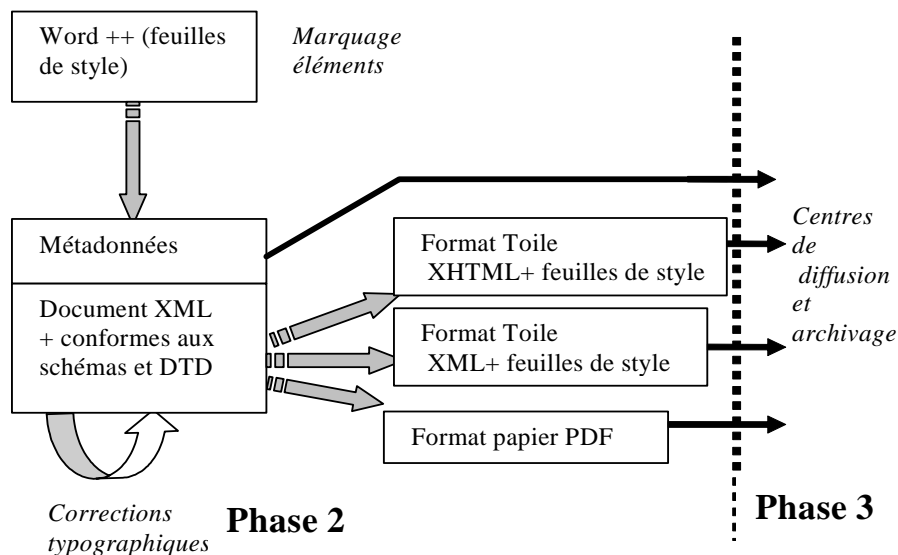 Word ++ (feuilles
de style)
Marquage
éléments
Métadonnées
Document XML
+ conformes aux
schémas et DTD
Format Toile
XHTML+ feuilles de style
Format Toile
XML+ feuilles de style
Format papier PDF
Centres
de
diffusion
et
archivage
Corrections
typographiques
Phase 2
Phase 3